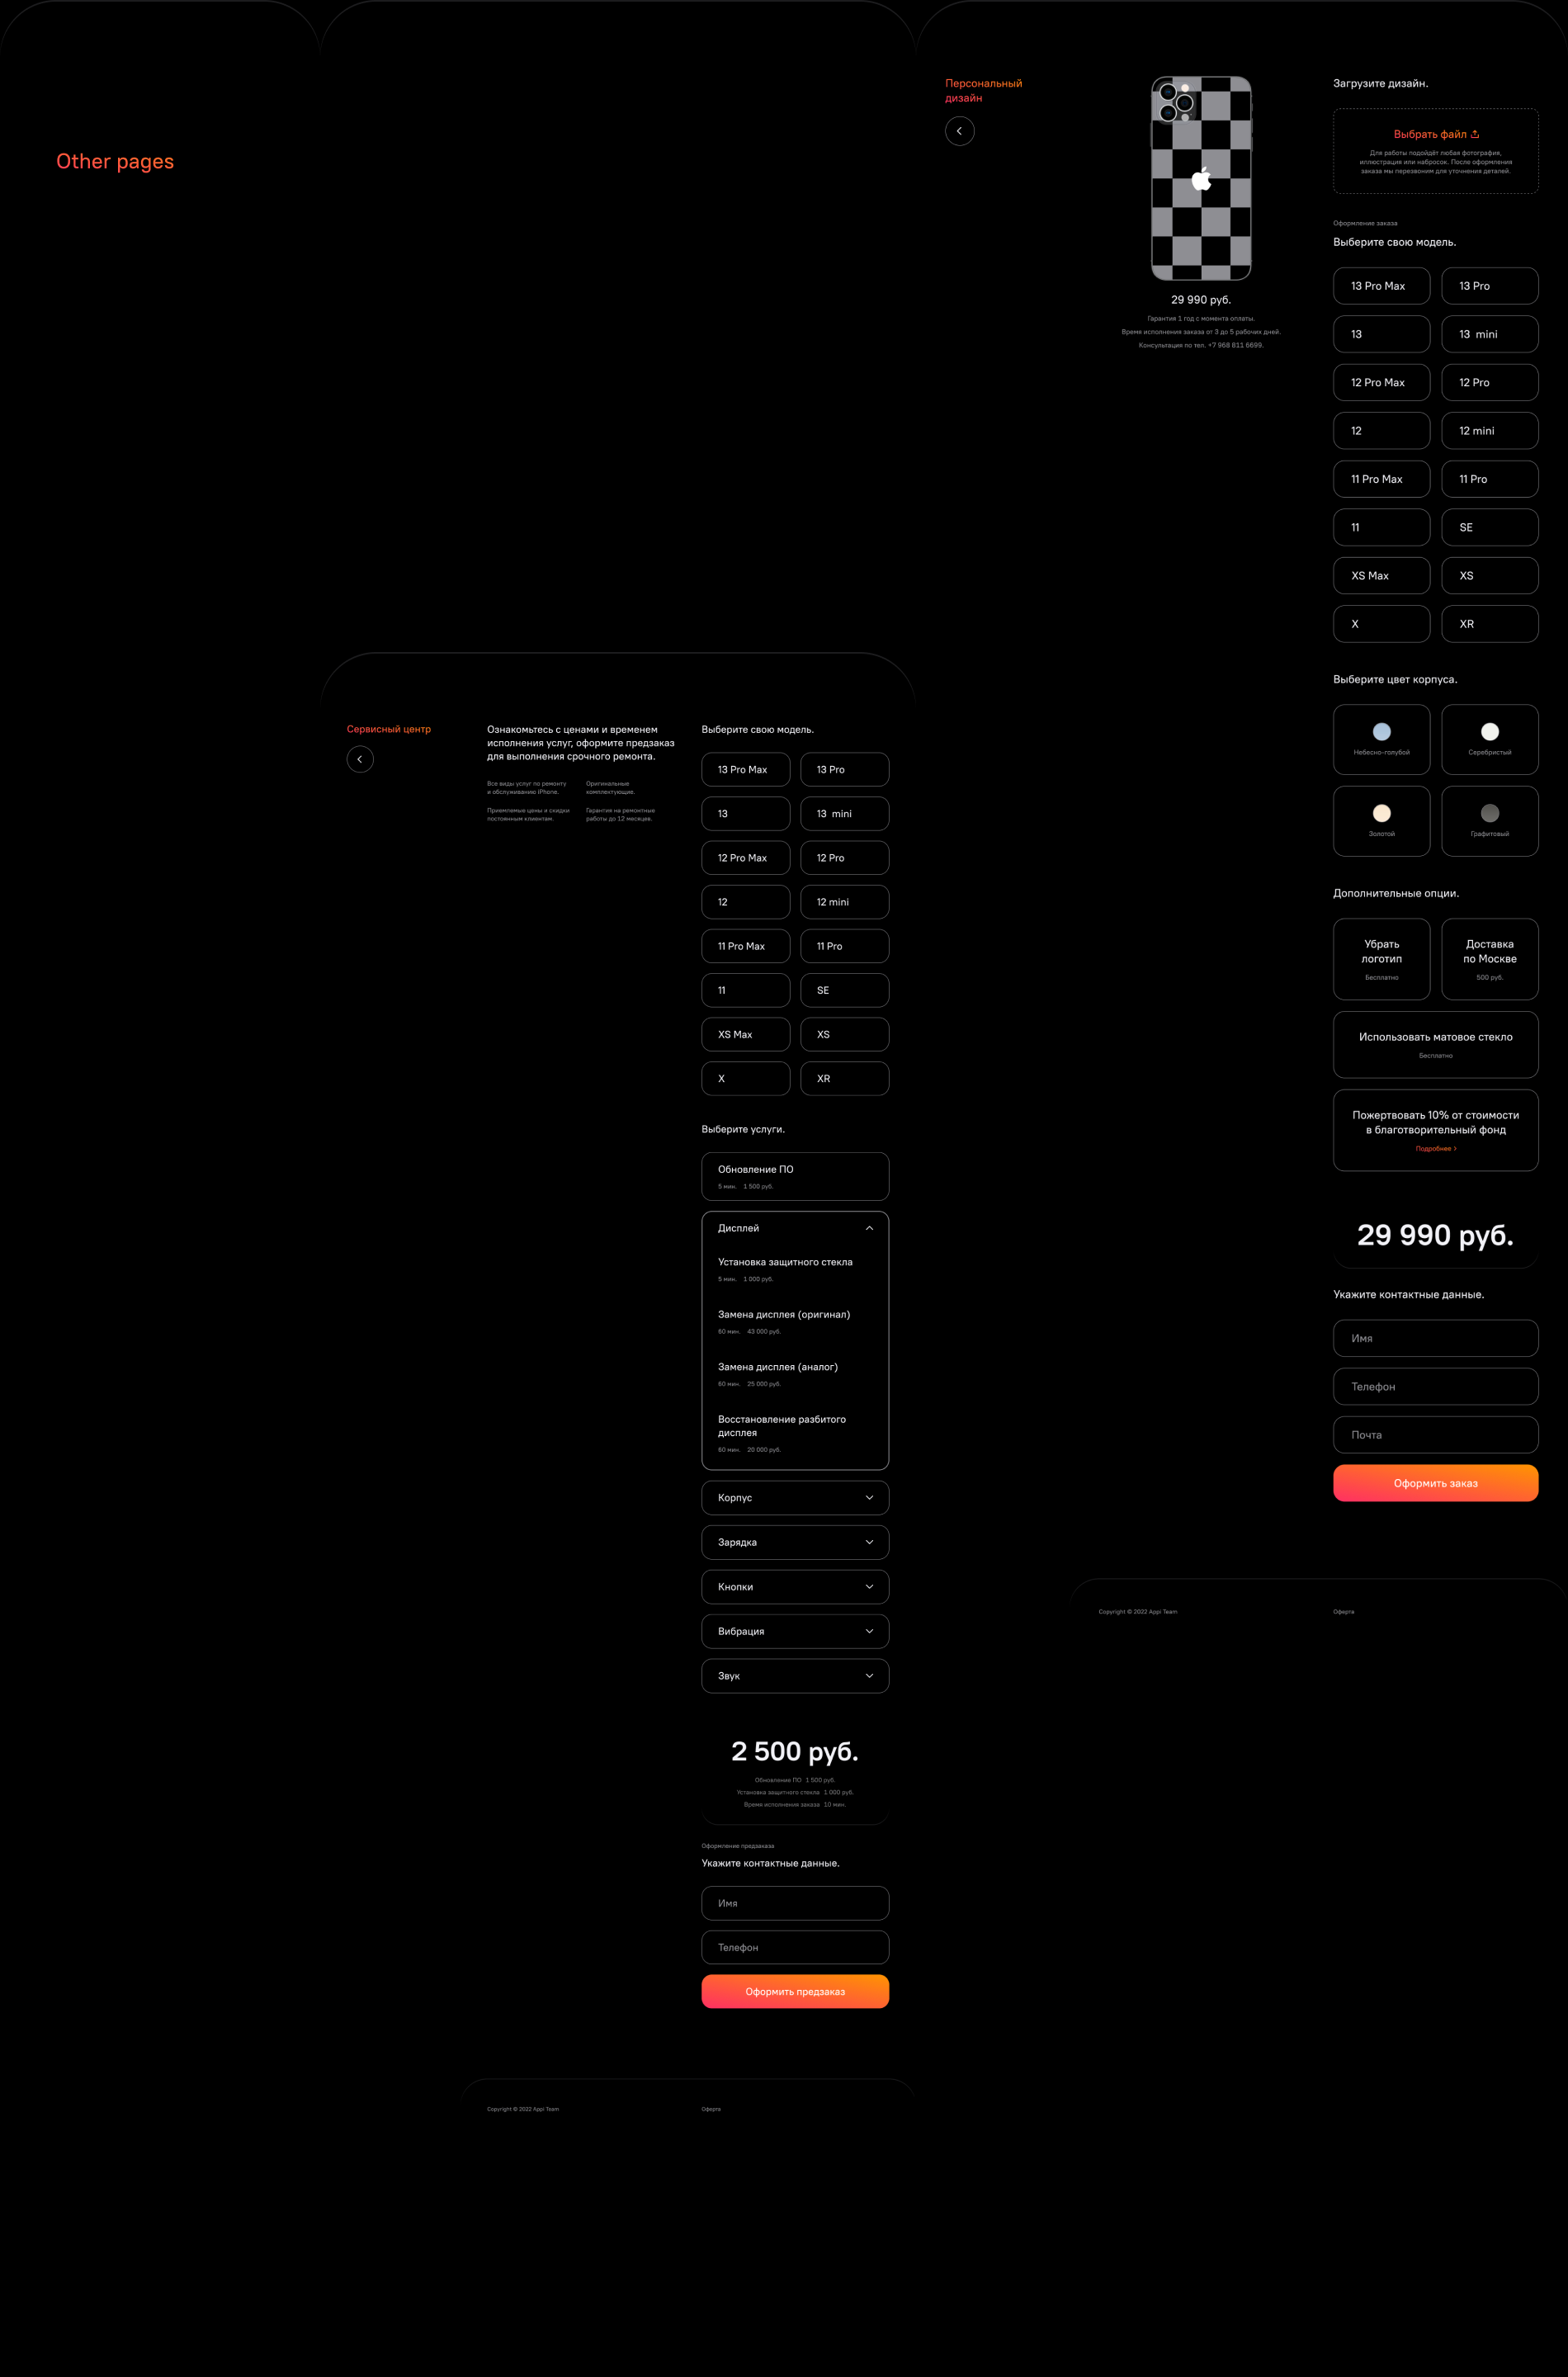 Other pages
Сервисный центр
Ознакомьтесь с ценами и временем
исполнения услуг, оформите предзаказ
для выполнения срочного ремонта.
Все виды услуг по ремонту
и обслуживанию iPhone.
Оригинальные
комплектующие.
Приемлемые цены и скидки
постоянным клиентам.
Гарантия на ремонтные
работы до 12 месяцев.
Выберите свою модель.
13 Pro Max
13 Pro
13
13 mini
12 Pro Max
12 Pro
12
12 mini
11 Pro Max
11 Pro
11
SE
XS Max
XS
X
XR
Выберите услуги.
Обновление ПО
5 мин. 1 500 руб.
Дисплей
Установка защитного стекла
5 мин. 1 000 руб.
Замена дисплея (оригинал)
60 мин. 43 000 руб.
Замена дисплея (аналог)
60 мин. 25 000 руб.
Восстановление разбитого
дисплея
60 мин. 20 000 руб.
Корпус
Зарядка
Кнопки
Вибрация
Звук
2 500 руб.
Обновление ПО 1 500 руб.
Установка защитного стекла 1 000 руб.
Время исполнения заказа 10 мин.
Оформление предзаказа
Укажите контактные данные.
Имя
Телефон
Оформить предзаказ
Copyright © 2022 Appi Team
Оферта
Персональный
дизайн
29 990 руб.
Гарантия 1 год с момента оплаты.
Время исполнения заказа от 3 до 5 рабочих дней.
Консультация по тел. +7 968 811 6699.
Загрузите дизайн.
Выбрать файл
Для работы подойдёт любая фотография,
иллюстрация или набросок. После оформления
заказа мы перезвоним для уточнения деталей.
Оформление заказа
Выберите свою модель.
13 Pro Max
13 Pro
13
13 mini
12 Pro Max
12 Pro
12
12 mini
11 Pro Max
11 Pro
11
SE
XS Max
XS
X
XR
Выберите цвет корпуса.
Небесно-голубой
Серебристый
Золотой
Графитовый
Дополнительные опции.
Убрать
логотип
Бесплатно
Доставка
по Москве
500 руб.
Использовать матовое стекло
Бесплатно
Пожертвовать 10% от стоимости
в благотворительный фонд
Подробнее >
29 990 руб.
Укажите контактные данные.
Имя
Телефон
Почта
Оформить заказ
Copyright © 2022 Appi Team
Оферта